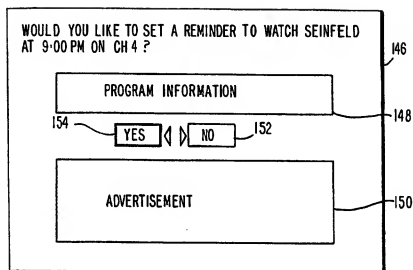 WOULD YOU LIKE TO SET A REMINDER TO WATCH SEINFELD
AT 9:00 PM ON CH 4 ?
146
PROGRAM INFORMATION
148
154 YES NO 152
ADVERTISEMENT
150